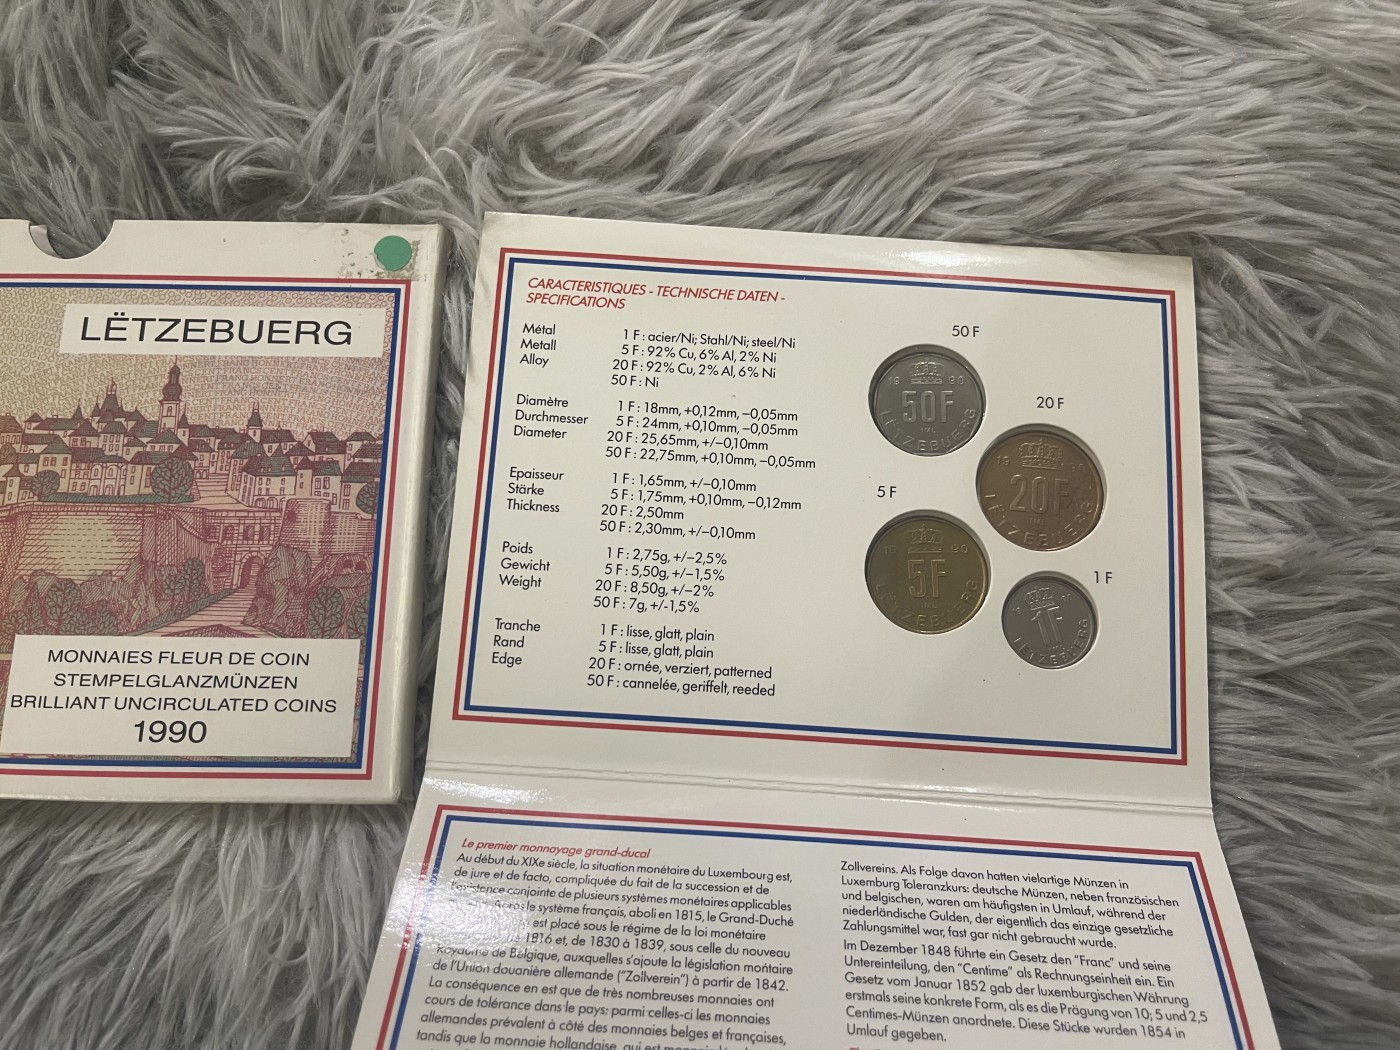 LËTZEBUERG
MONNAIES FLEUR DE COIN
STEMPELGLANZMÜNZEN
BRILLIANT UNCIRCULATED COINS
1990
CARACTERISTIQUES - TECHNISCHE DATEN -
SPECIFICATIONS
Métal
Metall
Alloy
1 F : acier/Ni; Stahl/Ni; steel/Ni
5 F : 92% Cu, 6% Al, 2% Ni
20 F : 92% Cu, 2% Al, 6% Ni
50 F : Ni
Diamètre
Durchmesser
Diameter
1 F : 18mm, +0,12mm, –0,05mm
5 F : 24mm, +0,10mm, –0,05mm
20 F : 25,65mm, +/–0,10mm
50 F : 22,75mm, +0,10mm, –0,05mm
Epaisseur
Stärke
Thickness
1 F : 1,65mm, +/–0,10mm
5 F : 1,75mm, +0,10mm, –0,12mm
20 F : 2,50mm
50 F : 2,30mm, +/–0,10mm
Poids
Gewicht
Weight
1 F : 2,75g, +/–2,5%
5 F : 5,50g, +/–1,5%
20 F : 8,50g, +/–2%
50 F : 7g, +/-1,5%
Tranche
Rand
Edge
1 F : lisse, glatt, plain
5 F : lisse, glatt, plain
20 F : ornée, verziert, patterned
50 F : cannelée, geriffelt, reeded
50 F
19 90
50F
IML
LËTZEBUERG
20 F
19 90
20F
IML
LËTZEBUERG
5 F
19 90
5F
IML
LËTZEBUERG
1 F
1F
IML
LËTZEBUERG
Le premier monnayage grand-ducal
Au début du XIXe siècle, la situation monétaire du Luxembourg est,
de jure et de facto, compliquée du fait de la succession et de
l'existence conjointe de plusieurs systèmes monétaires applicables
Après le système français, aboli en 1815, le Grand-Duché
est placé sous le régime de la loi monétaire
1816 et, de 1830 à 1839, sous celle du nouveau
Royaume de Belgique, auxquelles s'ajoute la législation monétaire
de l'Union douanière allemande ("Zollverein") à partir de 1842.
La conséquence en est que de très nombreuses monnaies ont
cours de tolérance dans le pays: parmi celles-ci les monnaies
allemandes prévalent à côté des monnaies belges et françaises,
tandis que la monnaie hollandaise, qui est
Zollvereins. Als Folge davon hatten vielartige Münzen in
Luxemburg Toleranzkurs: deutsche Münzen, neben französischen
und belgischen, waren am häufigsten in Umlauf, während der
niederländische Gulden, der eigentlich das einzige gesetzliche
Zahlungsmittel war, fast gar nicht gebraucht wurde.
Im Dezember 1848 führte ein Gesetz den "Franc" und seine
Untereinteilung, den "Centime" als Rechnungseinheit ein. Ein
Gesetz vom Januar 1852 gab der luxemburgischen Währung
erstmals seine konkrete Form, als es die Prägung von 10; 5 und 2,5
Centimes-Münzen anordnete. Diese Stücke wurden 1854 in
Umlauf gegeben.